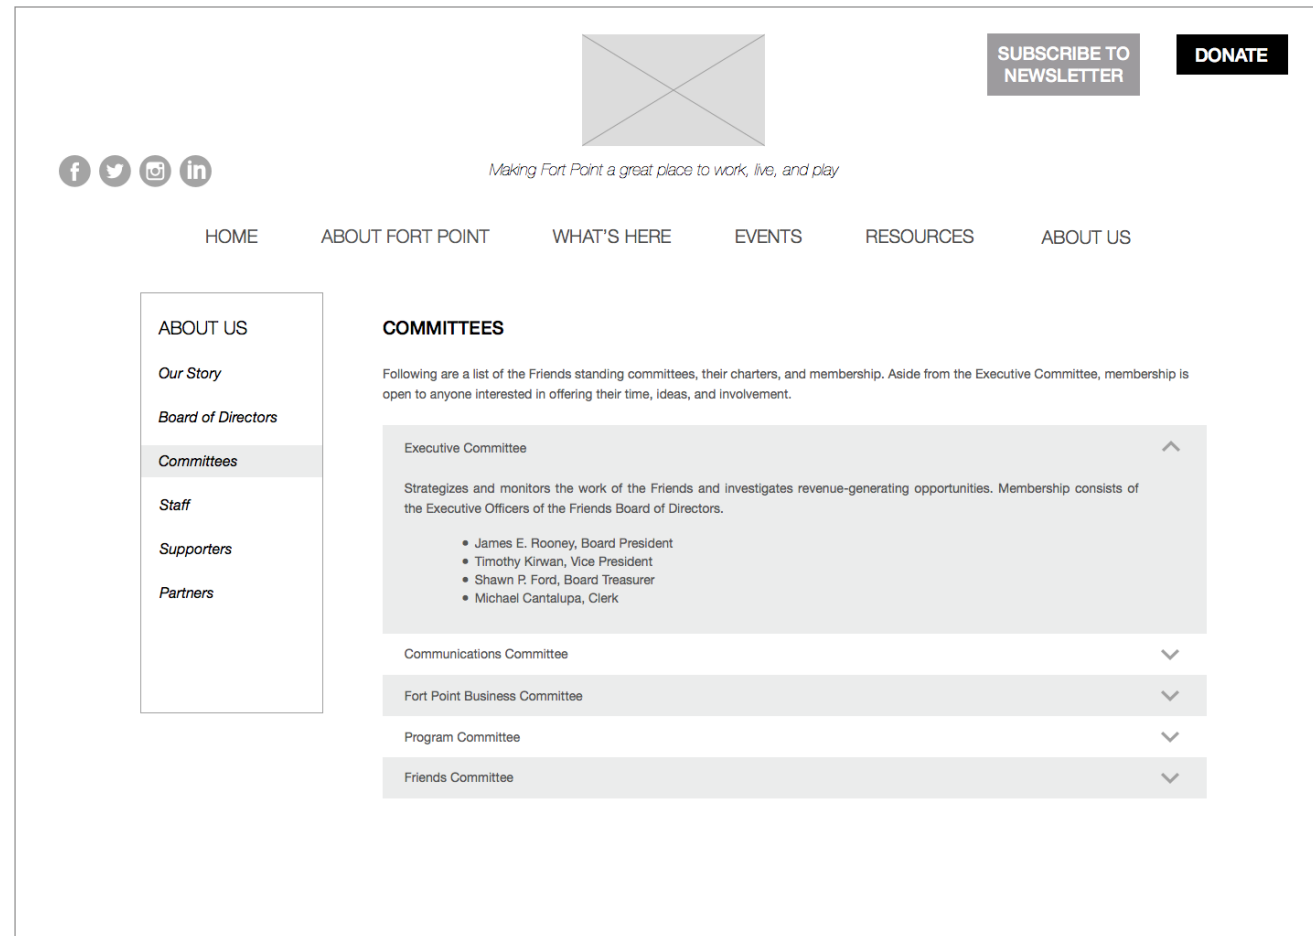 SUBSCRIBE TO
NEWSLETTER
DONATE
Making Fort Point a great place to work, live, and play
HOME
ABOUT FORT POINT
WHAT'S HERE
EVENTS
RESOURCES
ABOUT US
ABOUT US
Our Story
Board of Directors
Committees
Staff
Supporters
Partners
COMMITTEES
Following are a list of the Friends standing committees, their charters, and membership. Aside from the Executive Committee, membership is
open to anyone interested in offering their time, ideas, and involvement.
Executive Committee
Strategizes and monitors the work of the Friends and investigates revenue-generating opportunities. Membership consists of
the Executive Officers of the Friends Board of Directors.
• James E. Rooney, Board President
• Timothy Kirwan, Vice President
• Shawn P. Ford, Board Treasurer
• Michael Cantalupa, Clerk
Communications Committee
Fort Point Business Committee
Program Committee
Friends Committee